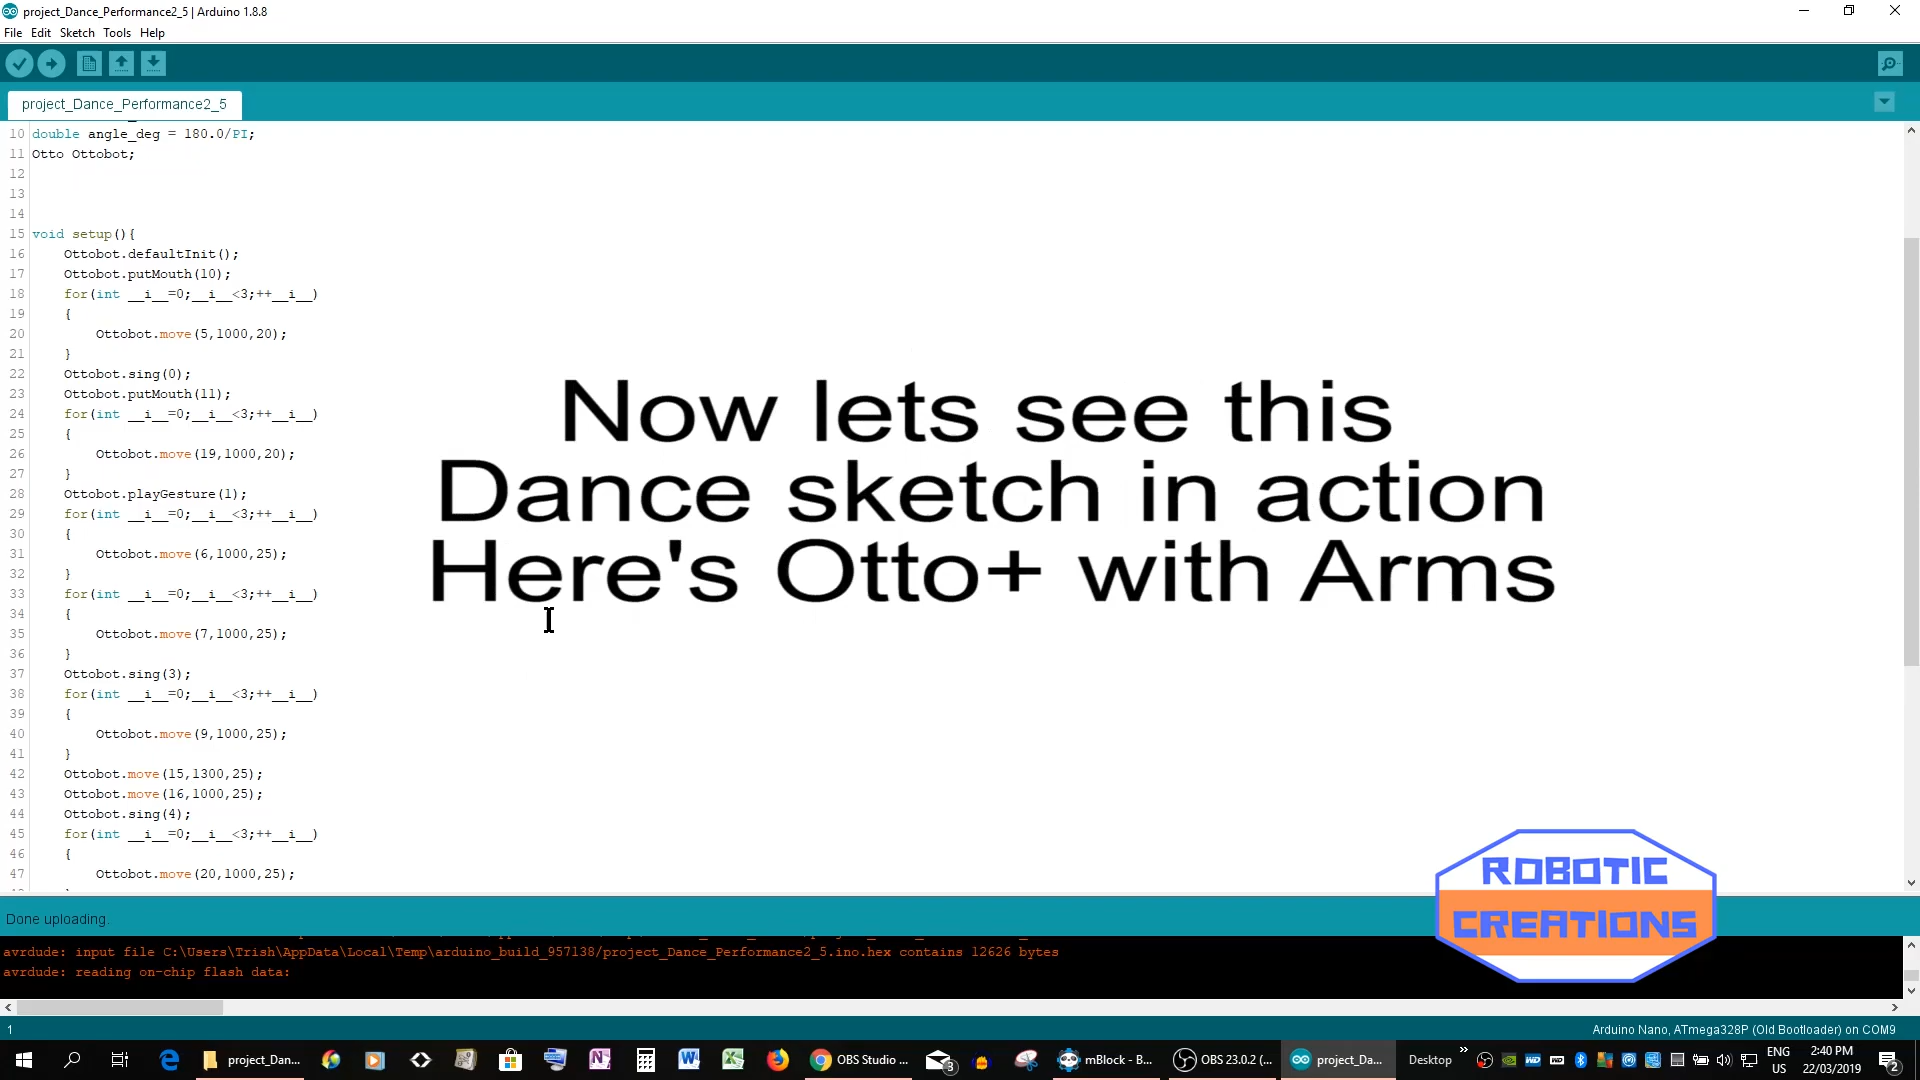 project_Dance_Performance2_5 | Arduino 1.8.8
File Edit Sketch Tools Help
project_Dance_Performance2_5
10 double angle_deg = 180.0/PI;
11 Otto Ottobot;
12
13
14
15 void setup(){
16 Ottobot.defaultInit();
17 Ottobot.putMouth(10);
18 for(int __i__=0;__i__<3;++__i__)
19 {
20 Ottobot.move(5,1000,20);
21 }
22 Ottobot.sing(0);
23 Ottobot.putMouth(11);
24 for(int __i__=0;__i__<3;++__i__)
25 {
26 Ottobot.move(19,1000,20);
27 }
28 Ottobot.playGesture(1);
29 for(int __i__=0;__i__<3;++__i__)
30 {
31 Ottobot.move(6,1000,25);
32 }
33 for(int __i__=0;__i__<3;++__i__)
34 {
35 Ottobot.move(7,1000,25);
36 }
37 Ottobot.sing(3);
38 for(int __i__=0;__i__<3;++__i__)
39 {
40 Ottobot.move(9,1000,25);
41 }
42 Ottobot.move(15,1300,25);
43 Ottobot.move(16,1000,25);
44 Ottobot.sing(4);
45 for(int __i__=0;__i__<3;++__i__)
46 {
47 Ottobot.move(20,1000,25);
Now lets see this
Dance sketch in action
Here's Otto+ with Arms
ROBOTIC
CREATIONS
Done uploading.
avrdude: input file C:\Users\Trish\AppData\Local\Temp\arduino_build_957138/project_Dance_Performance2_5.ino.hex contains 12626 bytes
avrdude: reading on-chip flash data:
1
Arduino Nano, ATmega328P (Old Bootloader) on COM9
project_Dan...
OBS Studio ...
3
mBlock - B...
OBS 23.0.2 (...
project_Da...
Desktop
ENG
US
2:40 PM
22/03/2019
2